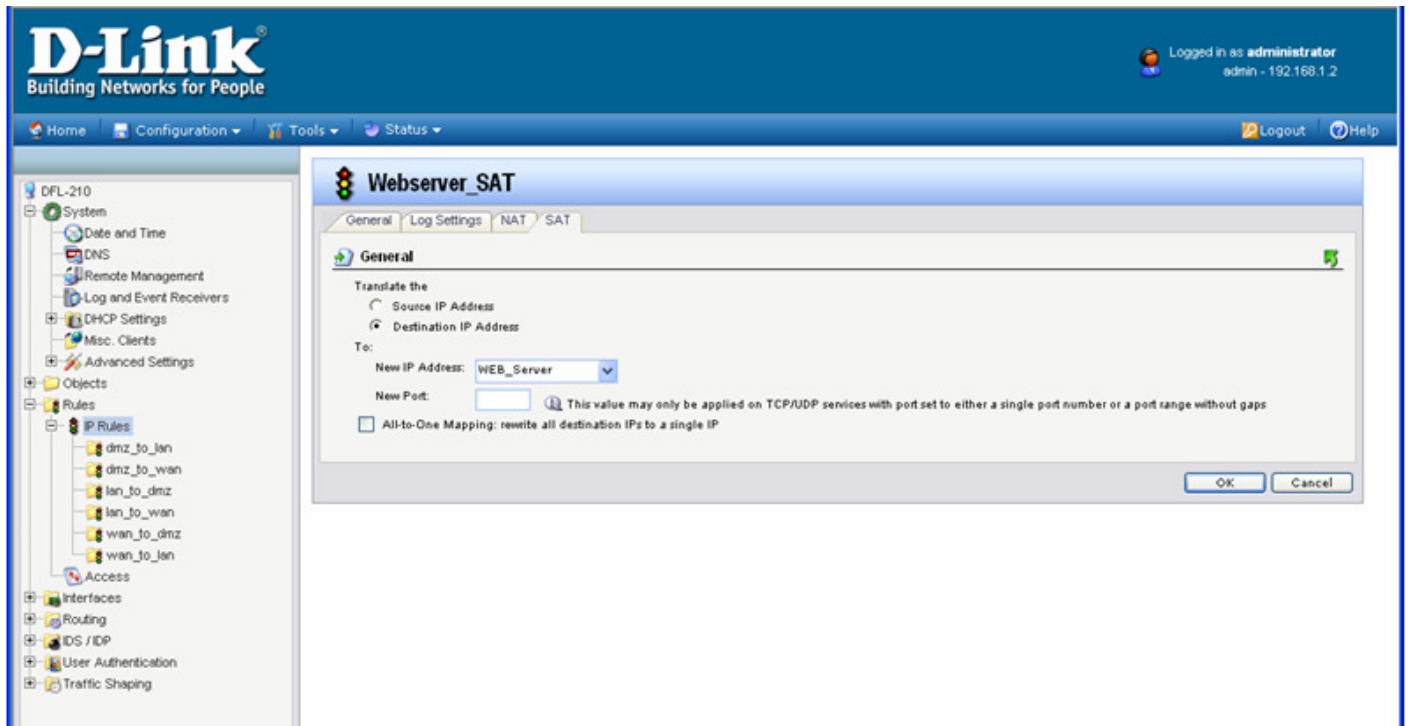 D-Link®
Building Networks for People
Logged in as administrator
admin - 192.168.1.2
Home Configuration Tools Status Logout Help
DFL-210
System
Date and Time
DNS
Remote Management
Log and Event Receivers
DHCP Settings
Misc. Clients
Advanced Settings
Objects
Rules
IP Rules
dmz_to_lan
dmz_to_wan
lan_to_dmz
lan_to_wan
wan_to_dmz
wan_to_lan
Access
Interfaces
Routing
IDS / IDP
User Authentication
Traffic Shaping
Webserver_SAT
General Log Settings NAT SAT
General
Translate the
Source IP Address
Destination IP Address
To:
New IP Address: WEB_Server
New Port: This value may only be applied on TCP/UDP services with port set to either a single port number or a port range without gaps
All-to-One Mapping: rewrite all destination IPs to a single IP
OK Cancel